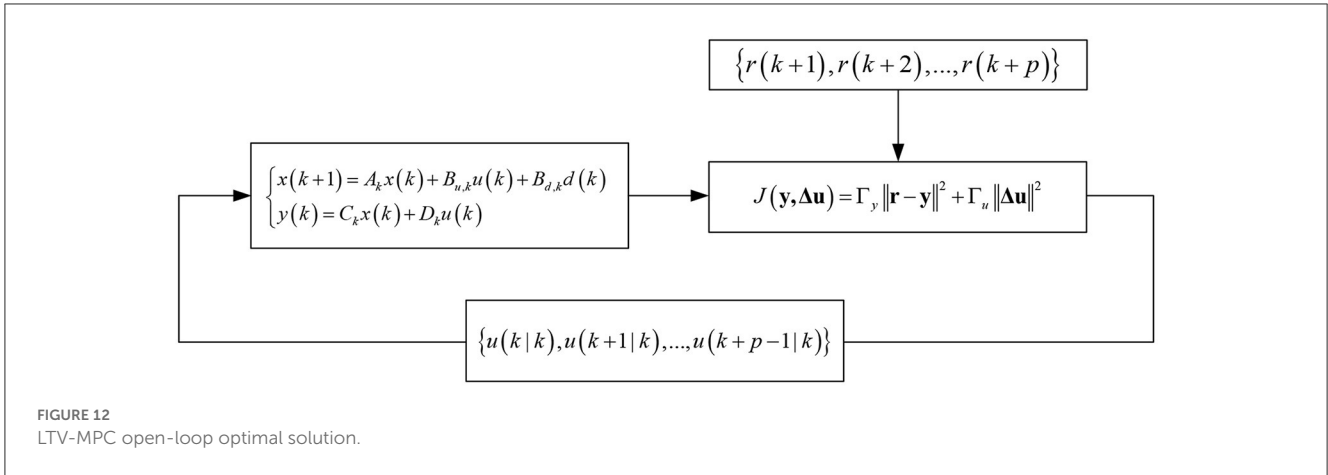 {r(k+1),r(k+2),...,r(k+p)}
{x(k+1)=A_k x(k)+B_{u,k}u(k)+B_{d,k}d(k)
y(k)=C_k x(k)+D_k u(k)
J(y,Δu)=Γ_y‖r−y‖²+Γ_u‖Δu‖²
{u(k|k),u(k+1|k),...,u(k+p−1|k)}
FIGURE 12
LTV-MPC open-loop optimal solution.